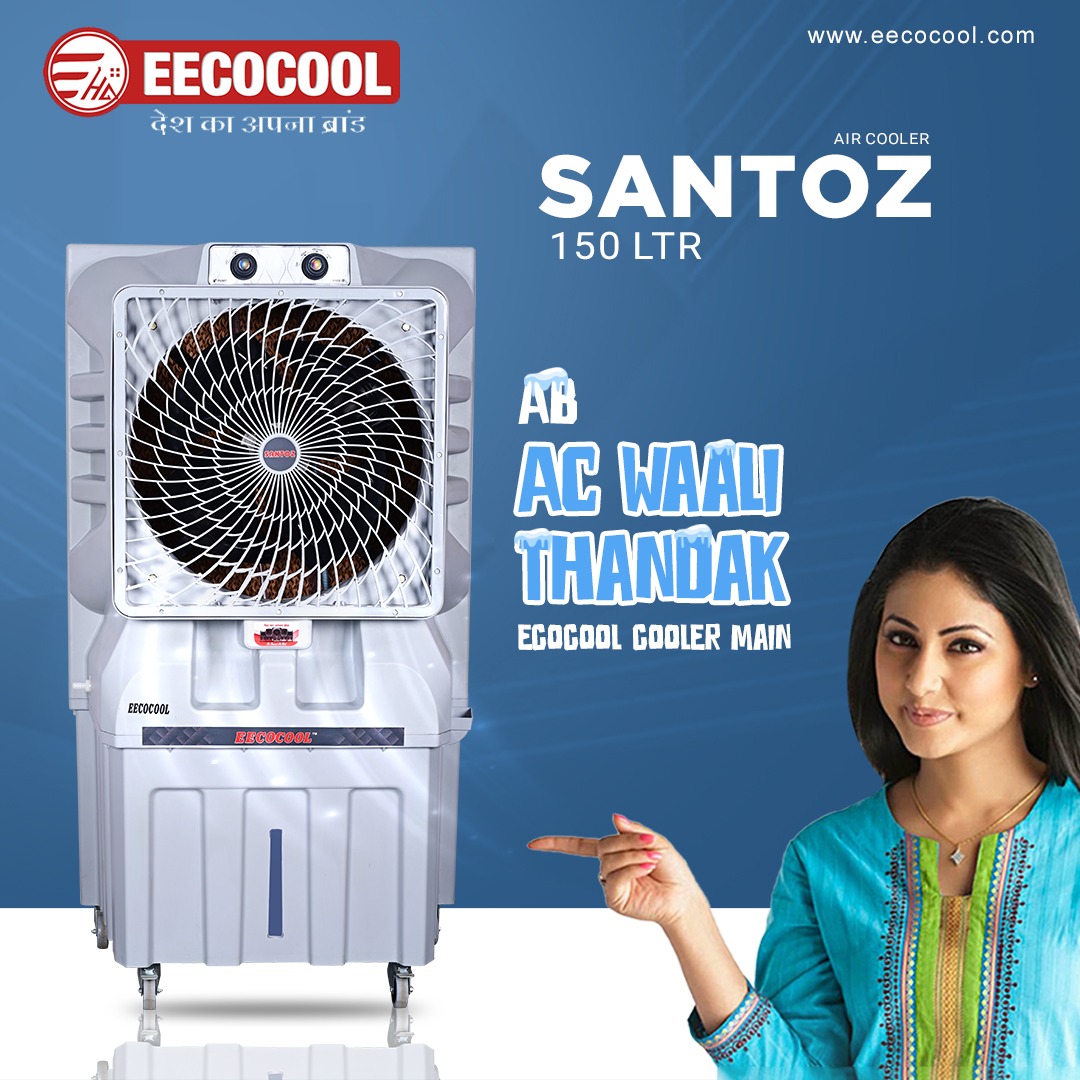 EECOCOOL
देश का अपना ब्रांड
www.eecocool.com
AIR COOLER
SANTOZ
150 LTR
AB
AC WAALI
THANDAK
ECOCOOL COOLER MAIN
SANTOZ
EECOCOOL
EECOCOOL™